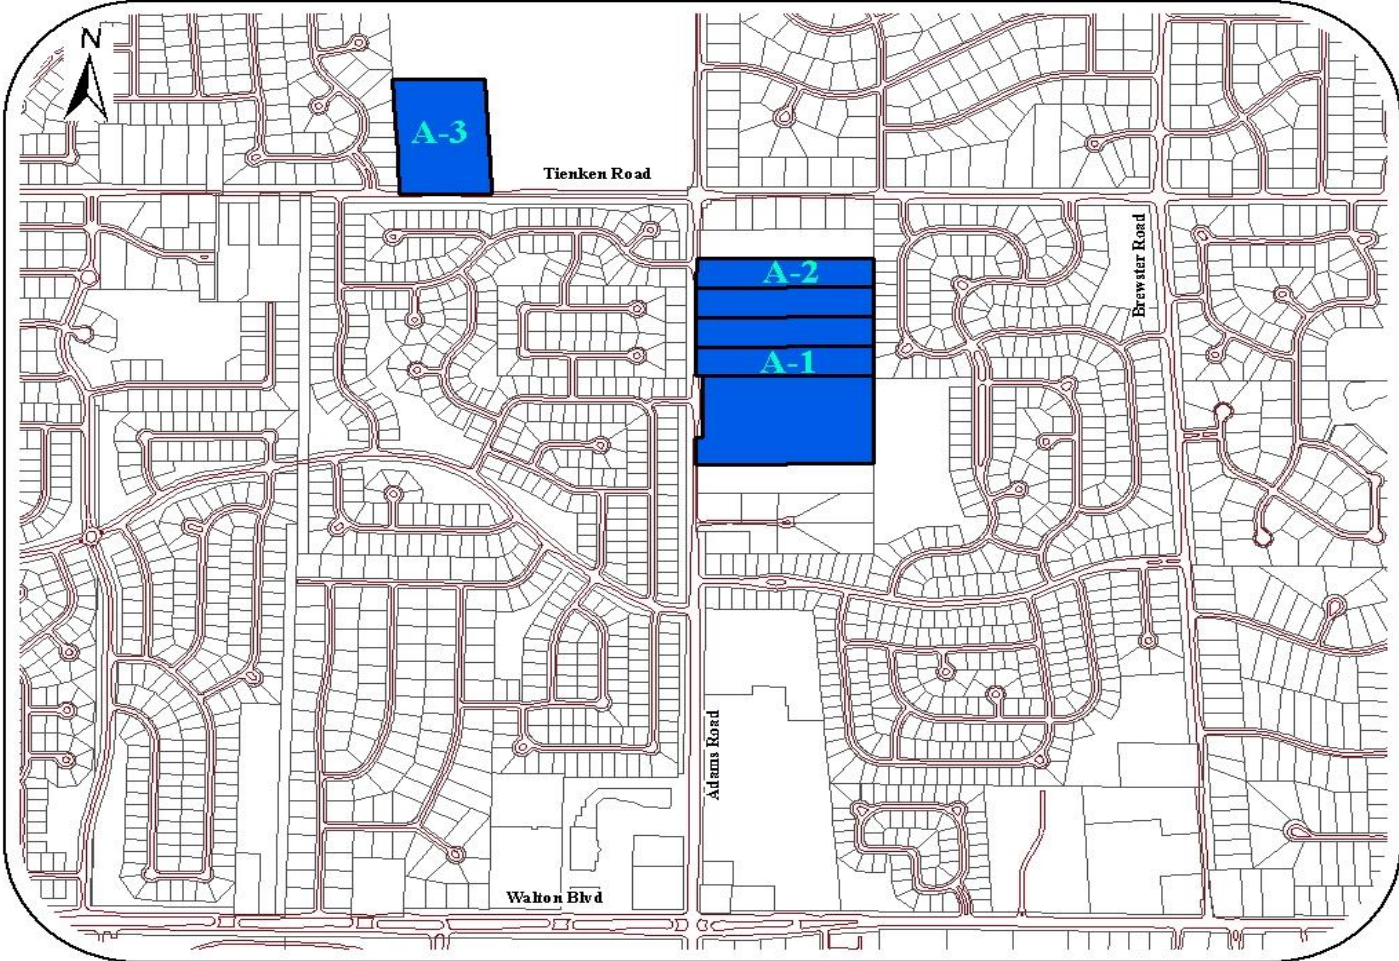 N
A-3
Tienken Road
A-2
Brewster Road
A-1
Adams Road
Walton Blvd